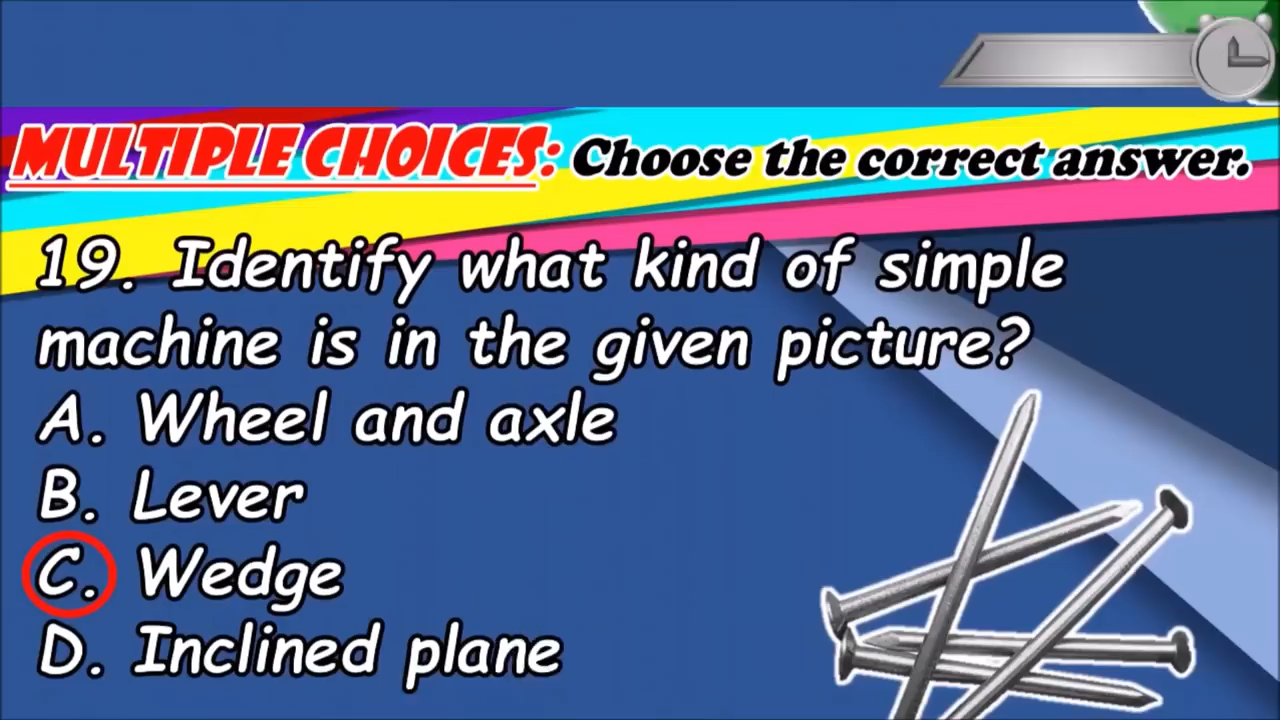 MULTIPLE CHOICES: Choose the correct answer.
19. Identify what kind of simple
machine is in the given picture?
A. Wheel and axle
B. Lever
C. Wedge
D. Inclined plane